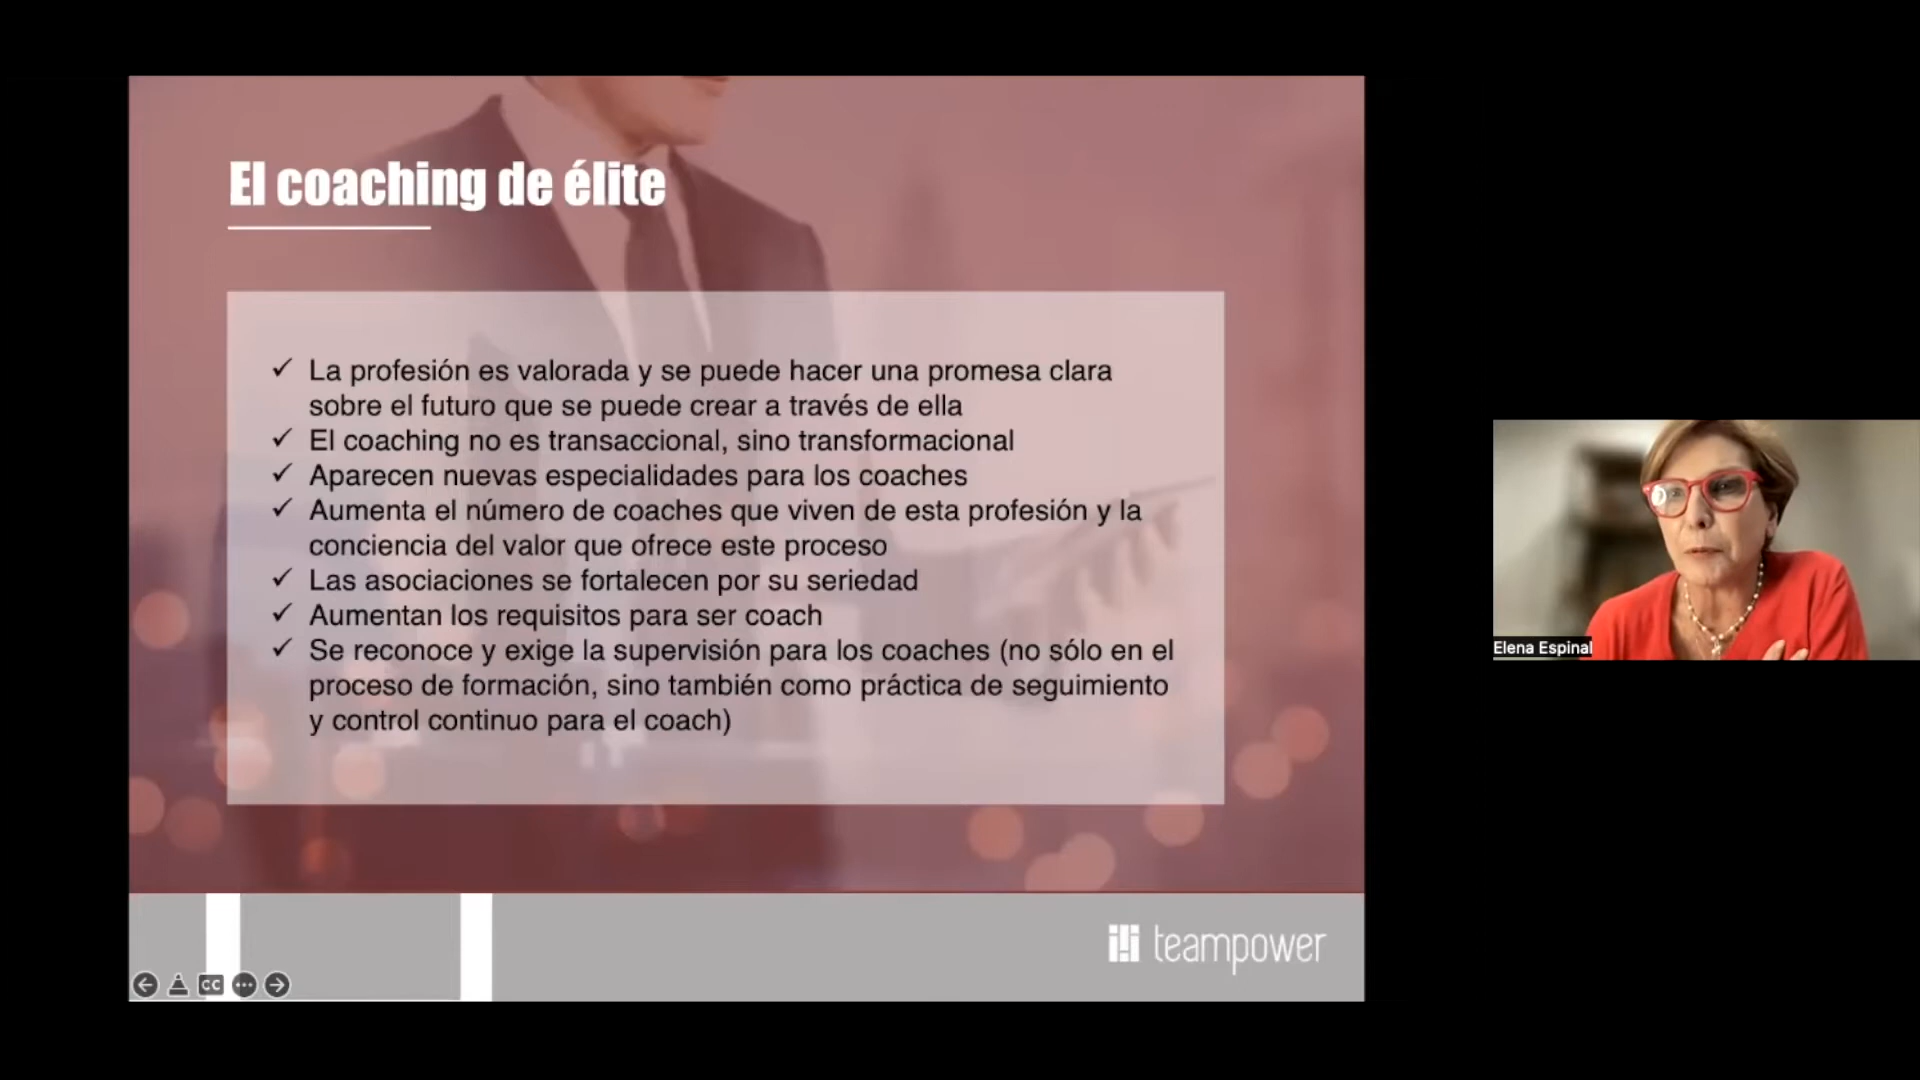 El coaching de élite
✓ La profesión es valorada y se puede hacer una promesa clara
sobre el futuro que se puede crear a través de ella
✓ El coaching no es transaccional, sino transformacional
✓ Aparecen nuevas especialidades para los coaches
✓ Aumenta el número de coaches que viven de esta profesión y la
conciencia del valor que ofrece este proceso
✓ Las asociaciones se fortalecen por su seriedad
✓ Aumentan los requisitos para ser coach
✓ Se reconoce y exige la supervisión para los coaches (no sólo en el
proceso de formación, sino también como práctica de seguimiento
y control continuo para el coach)
teampower
CC
Elena Espinal